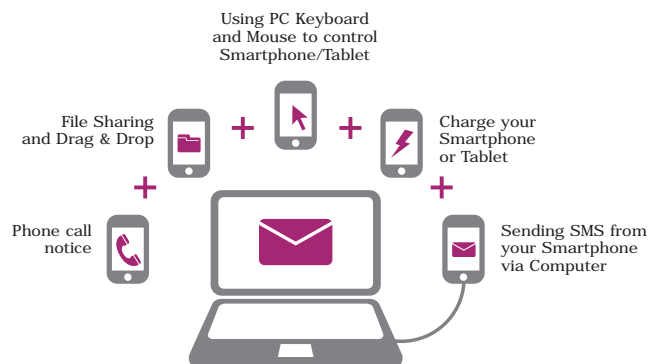 Using PC Keyboard
and Mouse to control
Smartphone/Tablet
File Sharing
and Drag & Drop
Charge your
Smartphone
or Tablet
Phone call
notice
Sending SMS from
your Smartphone
via Computer